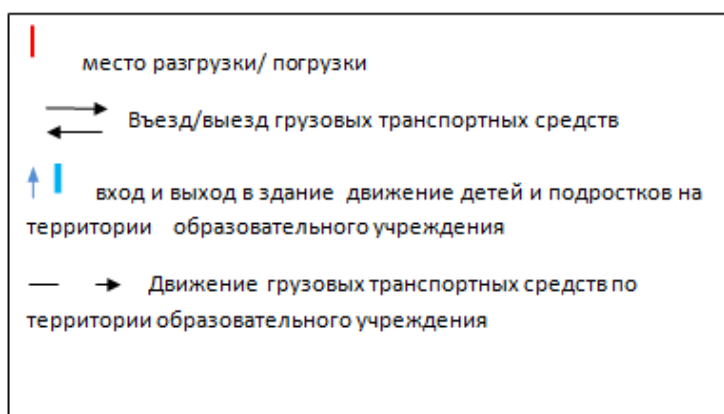 место разгрузки/ погрузки
Въезд/выезд грузовых транспортных средств
вход и выход в здание движение детей и подростков на
территории образовательного учреждения
Движение грузовых транспортных средств по
территории образовательного учреждения